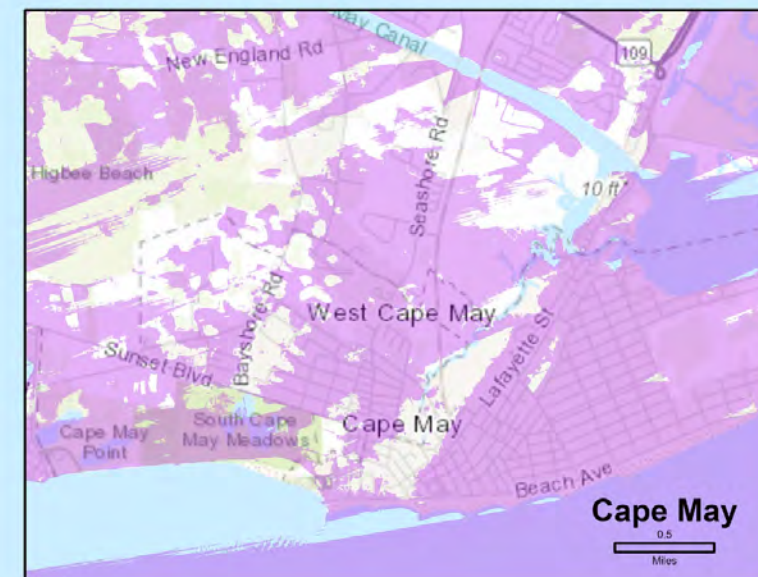 May Canal
New England Rd
109
Higbee Beach
Seashore Rd
10 ft
West Cape May
Bayshore Rd
Sunset Blvd
Lafayette St
South Cape
May Meadows
Cape May
Point
Cape May
Beach Ave
Cape May
0.5
Miles